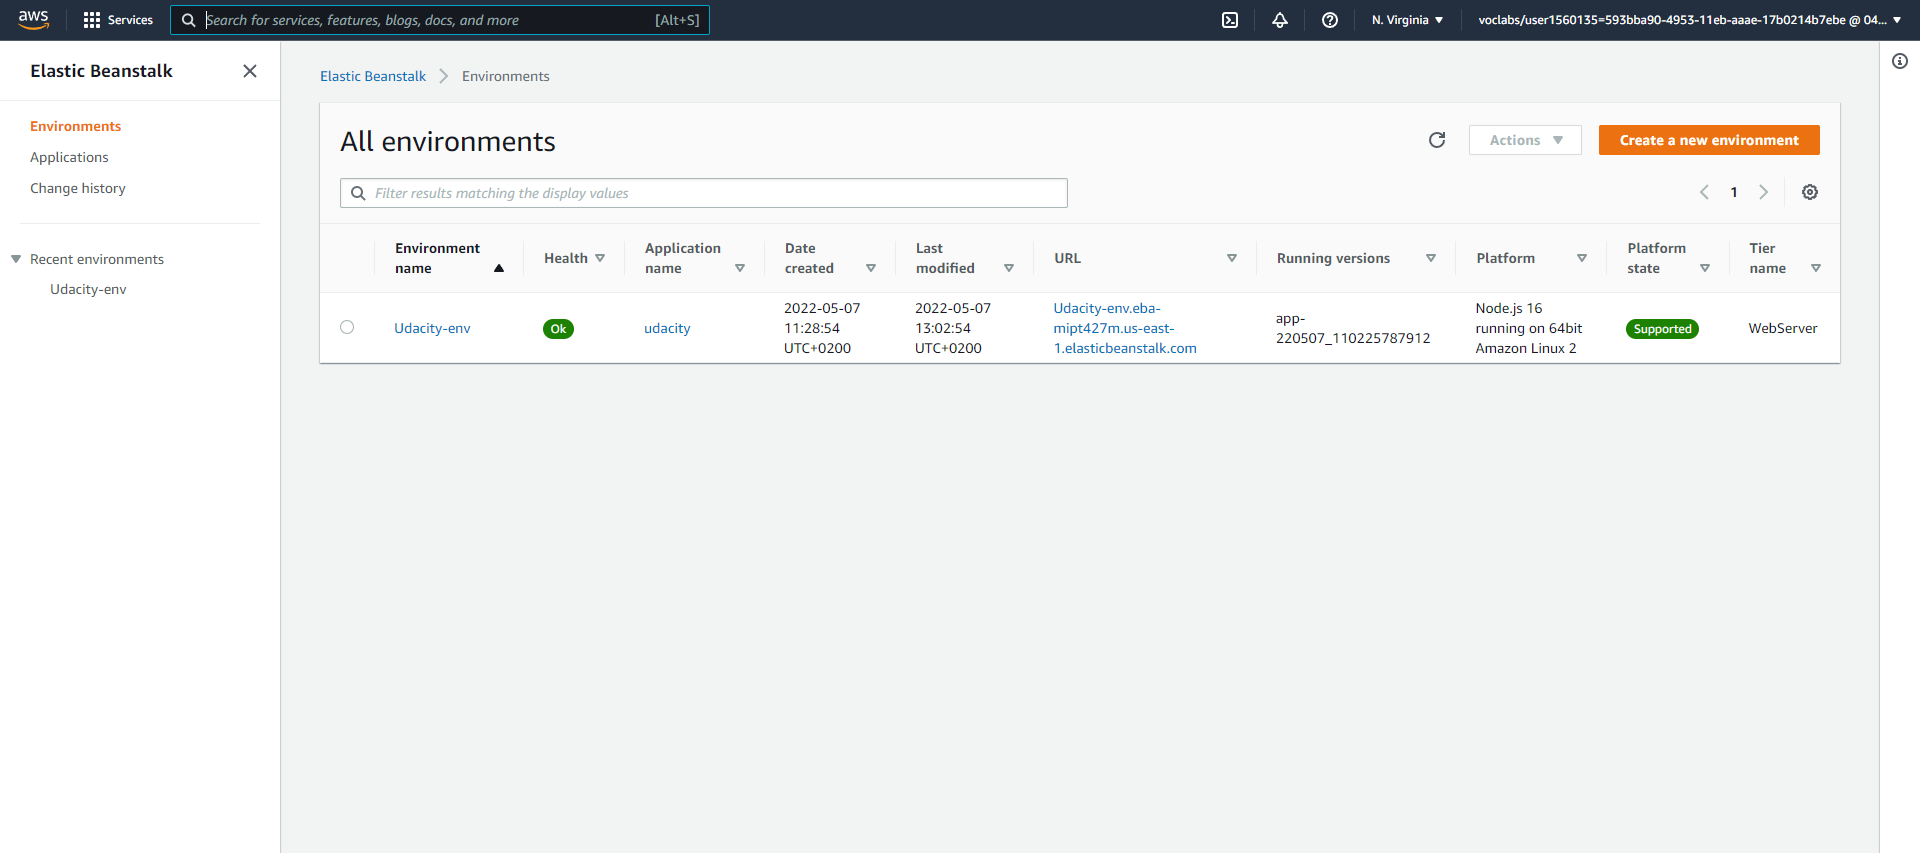 aws
Services
Search for services, features, blogs, docs, and more
[Alt+S]
N. Virginia
voclabs/user1560135=593bba90-4953-11eb-aaae-17b0214b7ebe @ 04...
Elastic Beanstalk
Environments
Applications
Change history
Recent environments
Udacity-env
Elastic Beanstalk
Environments
All environments
Actions
Create a new environment
Filter results matching the display values
1
Environment
name
Health
Application
name
Date
created
Last
modified
URL
Running versions
Platform
Platform
state
Tier
name
Udacity-env
Ok
udacity
2022-05-07
11:28:54
UTC+0200
2022-05-07
13:02:54
UTC+0200
Udacity-env.eba-
mipt427m.us-east-
1.elasticbeanstalk.com
app-
220507_110225787912
Node.js 16
running on 64bit
Amazon Linux 2
Supported
WebServer